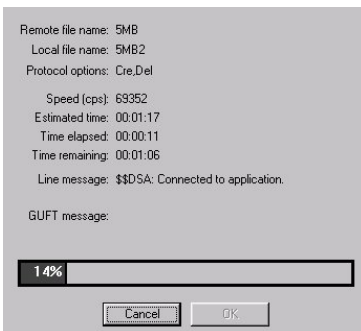 Remote file name: 5MB
Local file name: 5MB2
Protocol options: Cre,Del
Speed (cps): 69352
Estimated time: 00:01:17
Time elapsed: 00:00:11
Time remaining: 00:01:06
Line message: $$DSA: Connected to application.
GUFT message:
14%
Cancel OK